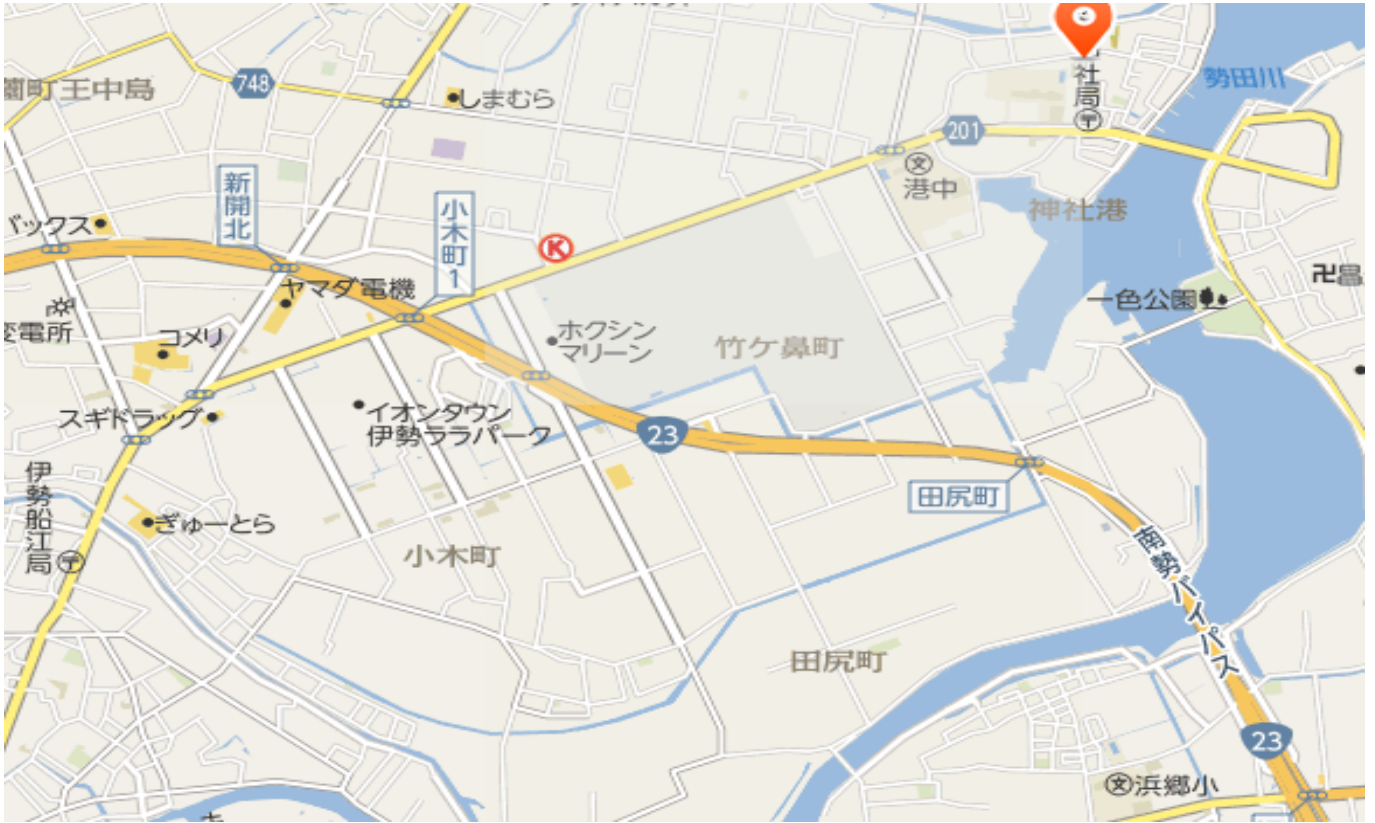 748
薗町王中島
しまむら
社局
勢田川
201
港中
神社港
新開北
小木町1
バックス
K
ヤマダ電機
一色公園
変電所
コメリ
ホクシン
マリーン
竹ケ鼻町
スギドラッグ
イオンタウン
伊勢ララパーク
23
田尻町
伊勢船江局
ぎゅーとら
小木町
南勢バイパス
田尻町
23
浜郷小